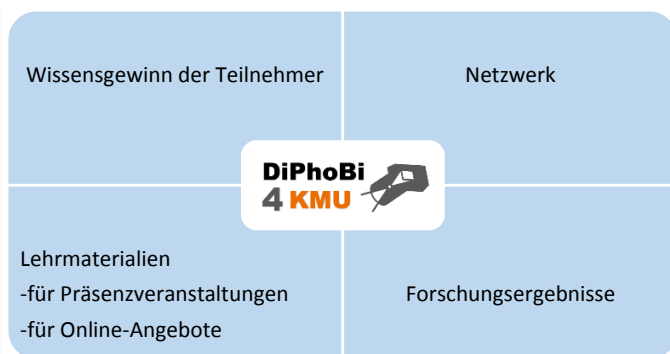 Wissensgewinn der Teilnehmer
Netzwerk
DiPhoBi
4 KMU
Lehrmaterialien
-für Präsenzveranstaltungen
-für Online-Angebote
Forschungsergebnisse